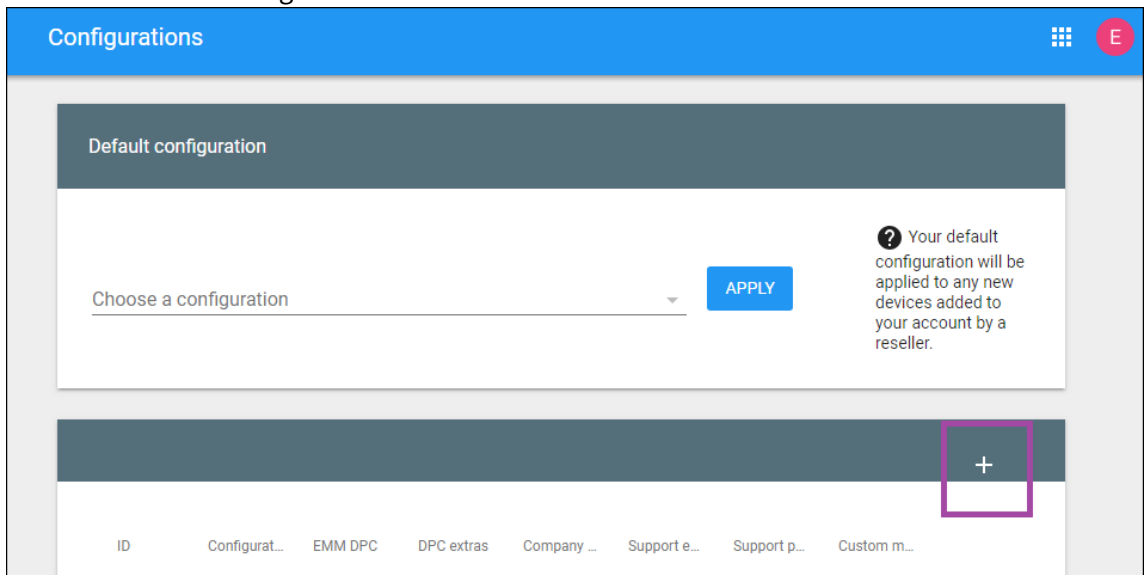 Configurations
E
Default configuration
Choose a configuration
APPLY
? Your default
configuration will be
applied to any new
devices added to
your account by a
reseller.
+
ID Configurat... EMM DPC DPC extras Company ... Support e... Support p... Custom m...